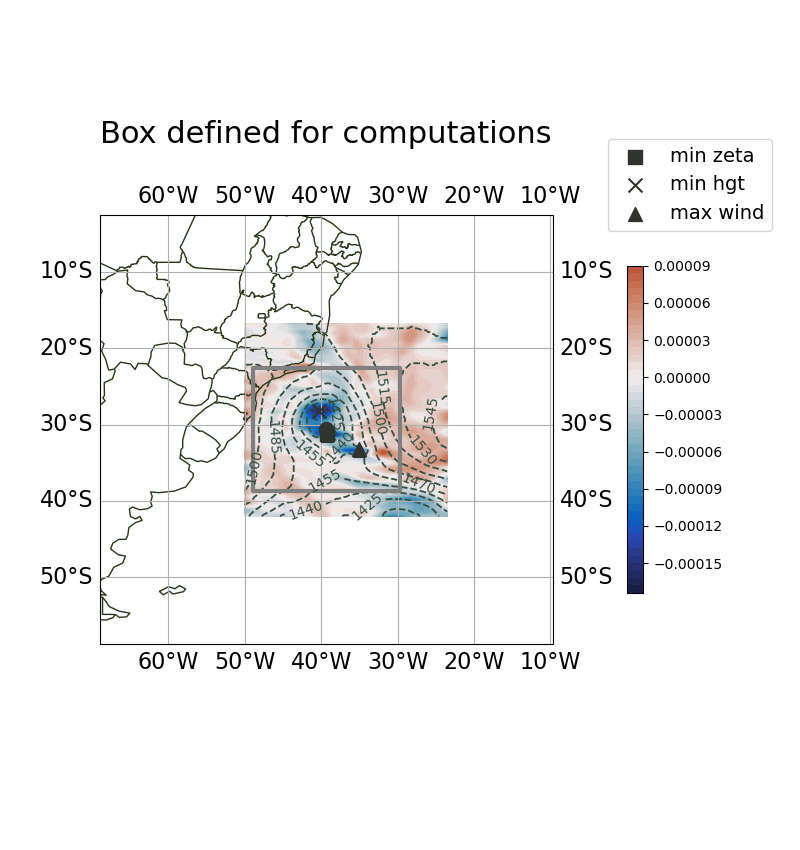 Box defined for computations
min zeta
min hgt
max wind
60°W 50°W 40°W 30°W 20°W 10°W
10°S 10°S
20°S 20°S
30°S 30°S
40°S 40°S
50°S 50°S
60°W 50°W 40°W 30°W 20°W 10°W
1515
1500
1545
1485
1440
1455
1530
1500
1455
1470
1440
1425
0.00009
0.00006
0.00003
0.00000
−0.00003
−0.00006
−0.00009
−0.00012
−0.00015